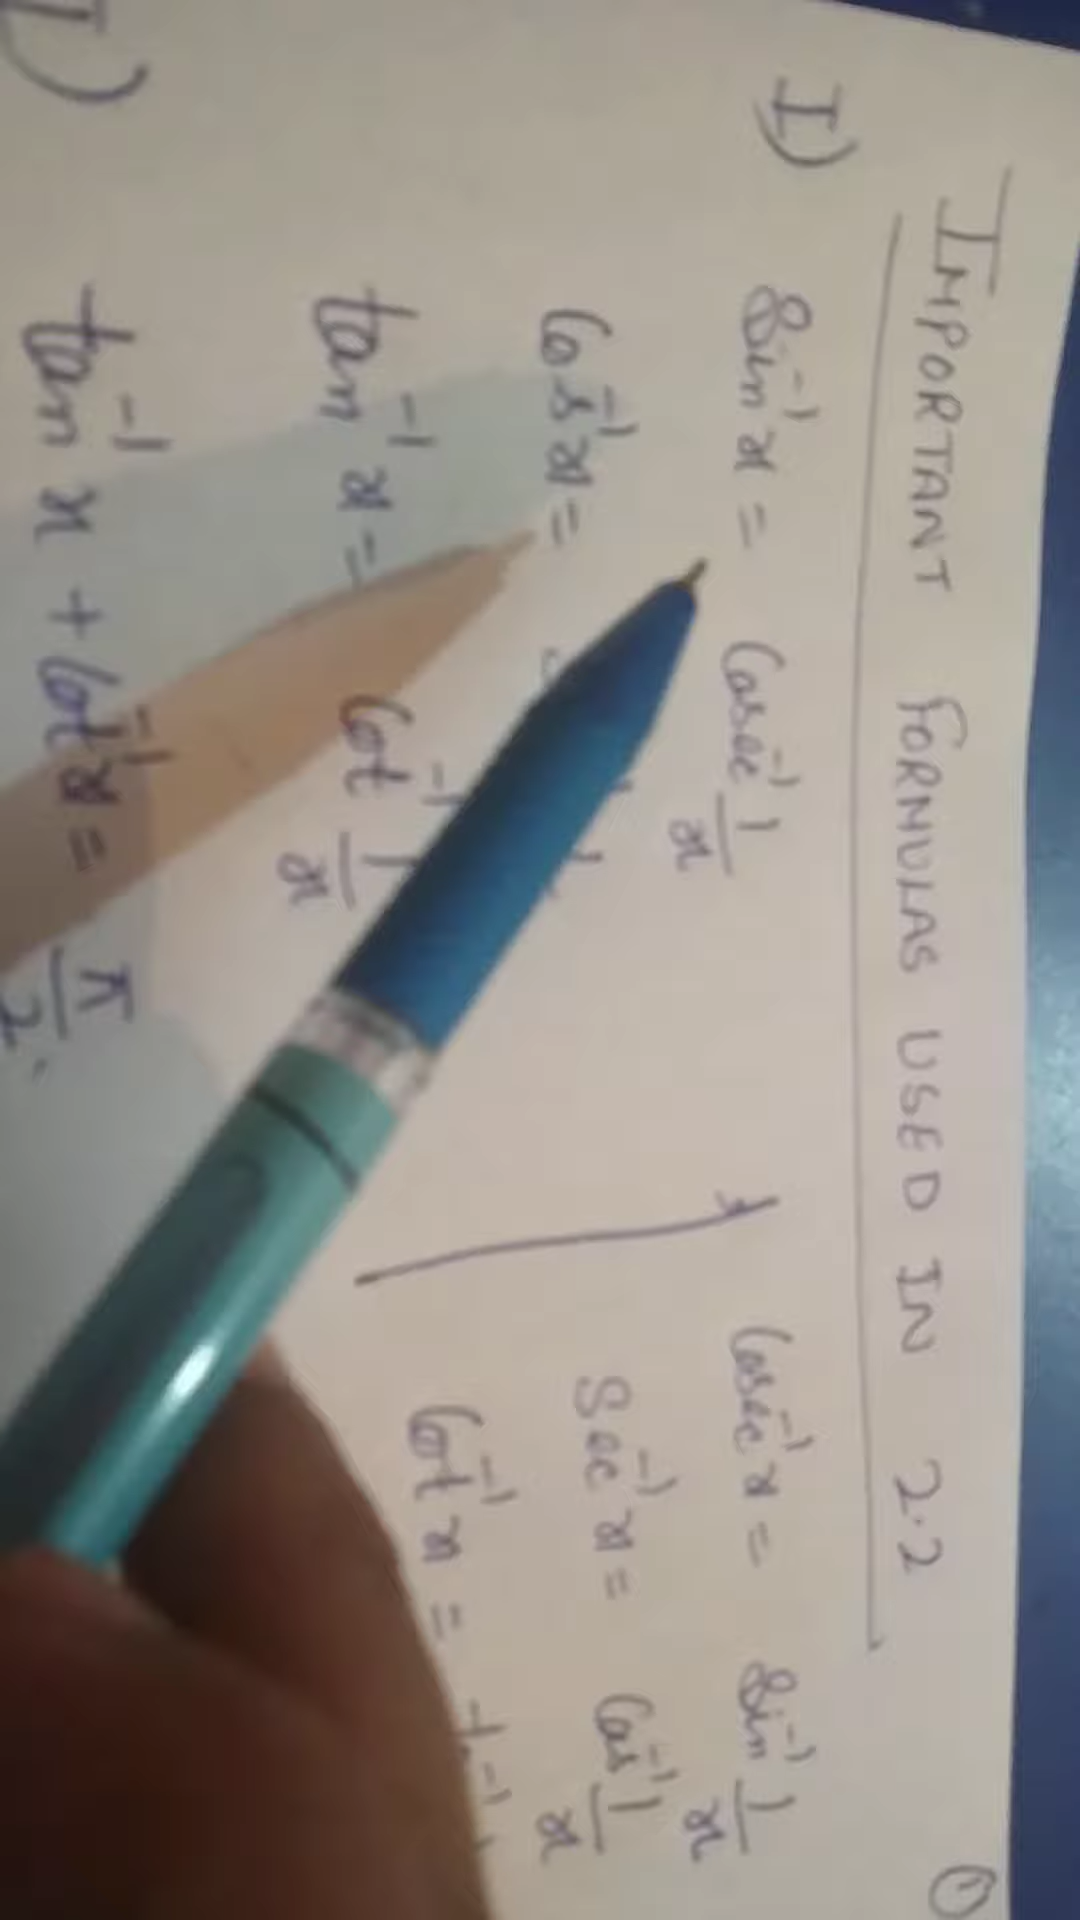 IMPORTANT FORMULAS USED IN 2.2
①
I) Sin⁻¹x = Cosec⁻¹ 1/x , Cosec⁻¹x = Sin⁻¹ 1/x
Cos⁻¹x = Sec⁻¹x = Cos⁻¹ 1/x
tan⁻¹x = Cot⁻¹ 1/x Cot⁻¹x =
tan⁻¹x + Cot⁻¹x = π/2